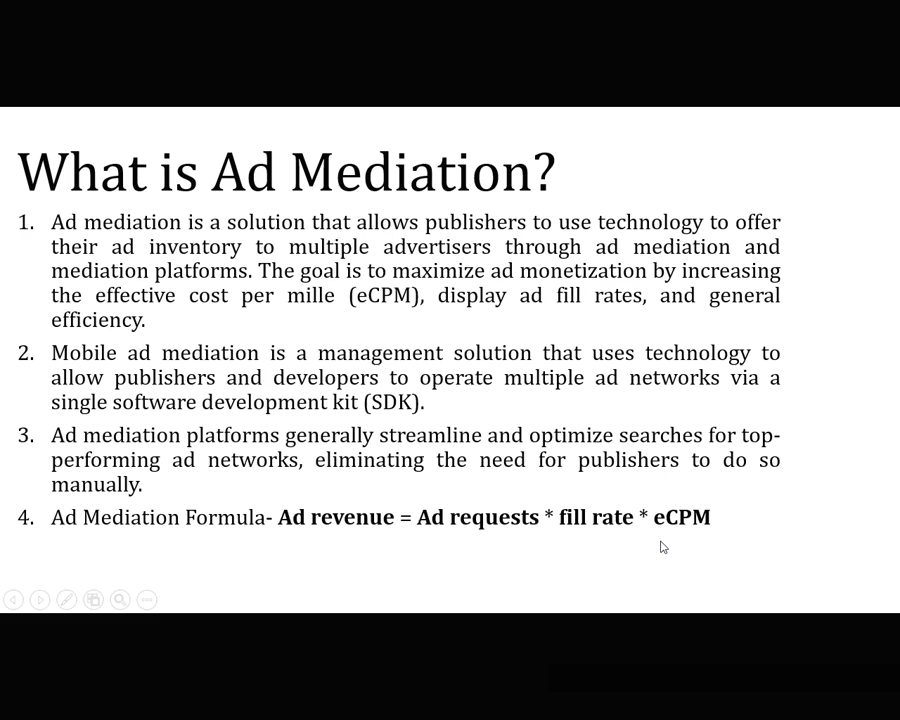 What is Ad Mediation?
1. Ad mediation is a solution that allows publishers to use technology to offer
their ad inventory to multiple advertisers through ad mediation and
mediation platforms. The goal is to maximize ad monetization by increasing
the effective cost per mille (eCPM), display ad fill rates, and general
efficiency.
2. Mobile ad mediation is a management solution that uses technology to
allow publishers and developers to operate multiple ad networks via a
single software development kit (SDK).
3. Ad mediation platforms generally streamline and optimize searches for top-
performing ad networks, eliminating the need for publishers to do so
manually.
4. Ad Mediation Formula- Ad revenue = Ad requests * fill rate * eCPM